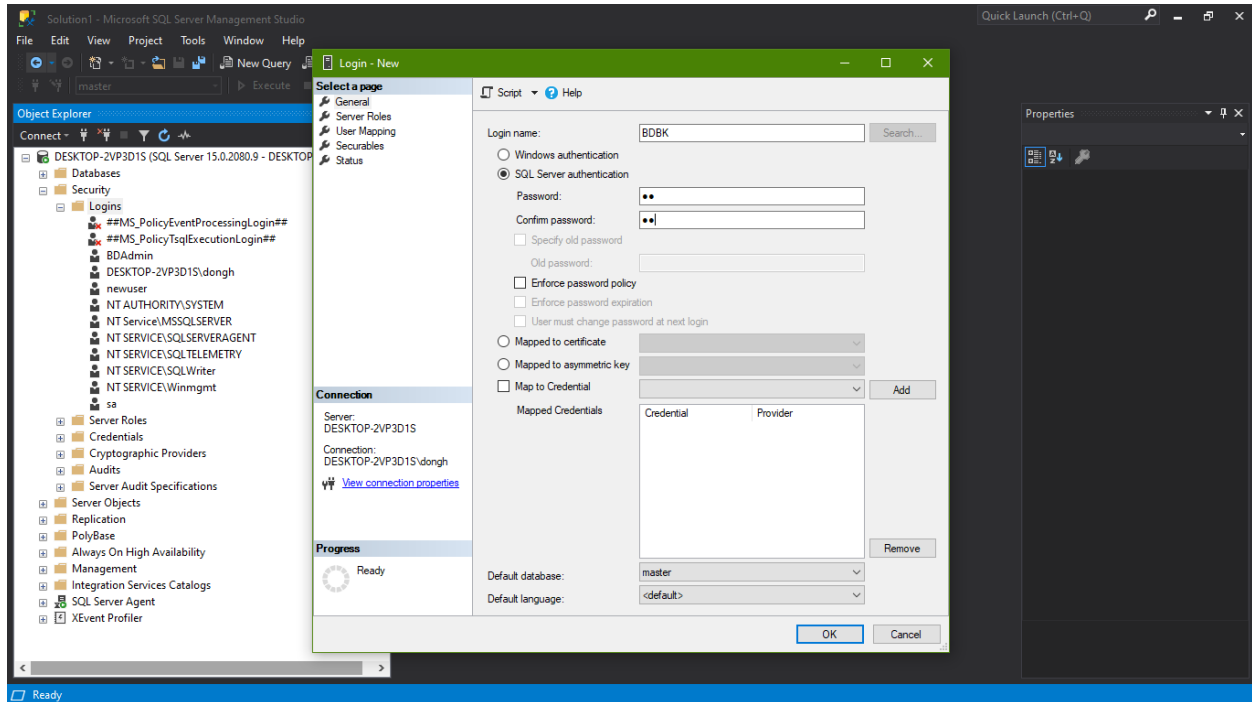 Solution1 - Microsoft SQL Server Management Studio
Quick Launch (Ctrl+Q)
File Edit View Project Tools Window Help
New Query
master
Execute
Object Explorer
Connect
DESKTOP-2VP3D1S (SQL Server 15.0.2080.9 - DESKTOP
Databases
Security
Logins
##MS_PolicyEventProcessingLogin##
##MS_PolicyTsqlExecutionLogin##
BDAdmin
DESKTOP-2VP3D1S\dongh
newuser
NT AUTHORITY\SYSTEM
NT Service\MSSQLSERVER
NT SERVICE\SQLSERVERAGENT
NT SERVICE\SQLTELEMETRY
NT SERVICE\SQLWriter
NT SERVICE\Winmgmt
sa
Server Roles
Credentials
Cryptographic Providers
Audits
Server Audit Specifications
Server Objects
Replication
PolyBase
Always On High Availability
Management
Integration Services Catalogs
SQL Server Agent
XEvent Profiler
Login - New
Select a page
General
Server Roles
User Mapping
Securables
Status
Connection
Server:
DESKTOP-2VP3D1S
Connection:
DESKTOP-2VP3D1S\dongh
View connection properties
Progress
Ready
Script Help
Login name: BDBK Search...
Windows authentication
SQL Server authentication
Password: ●●
Confirm password: ●●
Specify old password
Old password:
Enforce password policy
Enforce password expiration
User must change password at next login
Mapped to certificate
Mapped to asymmetric key
Map to Credential Add
Mapped Credentials Credential Provider
Remove
Default database: master
Default language: <default>
OK Cancel
Properties
Ready